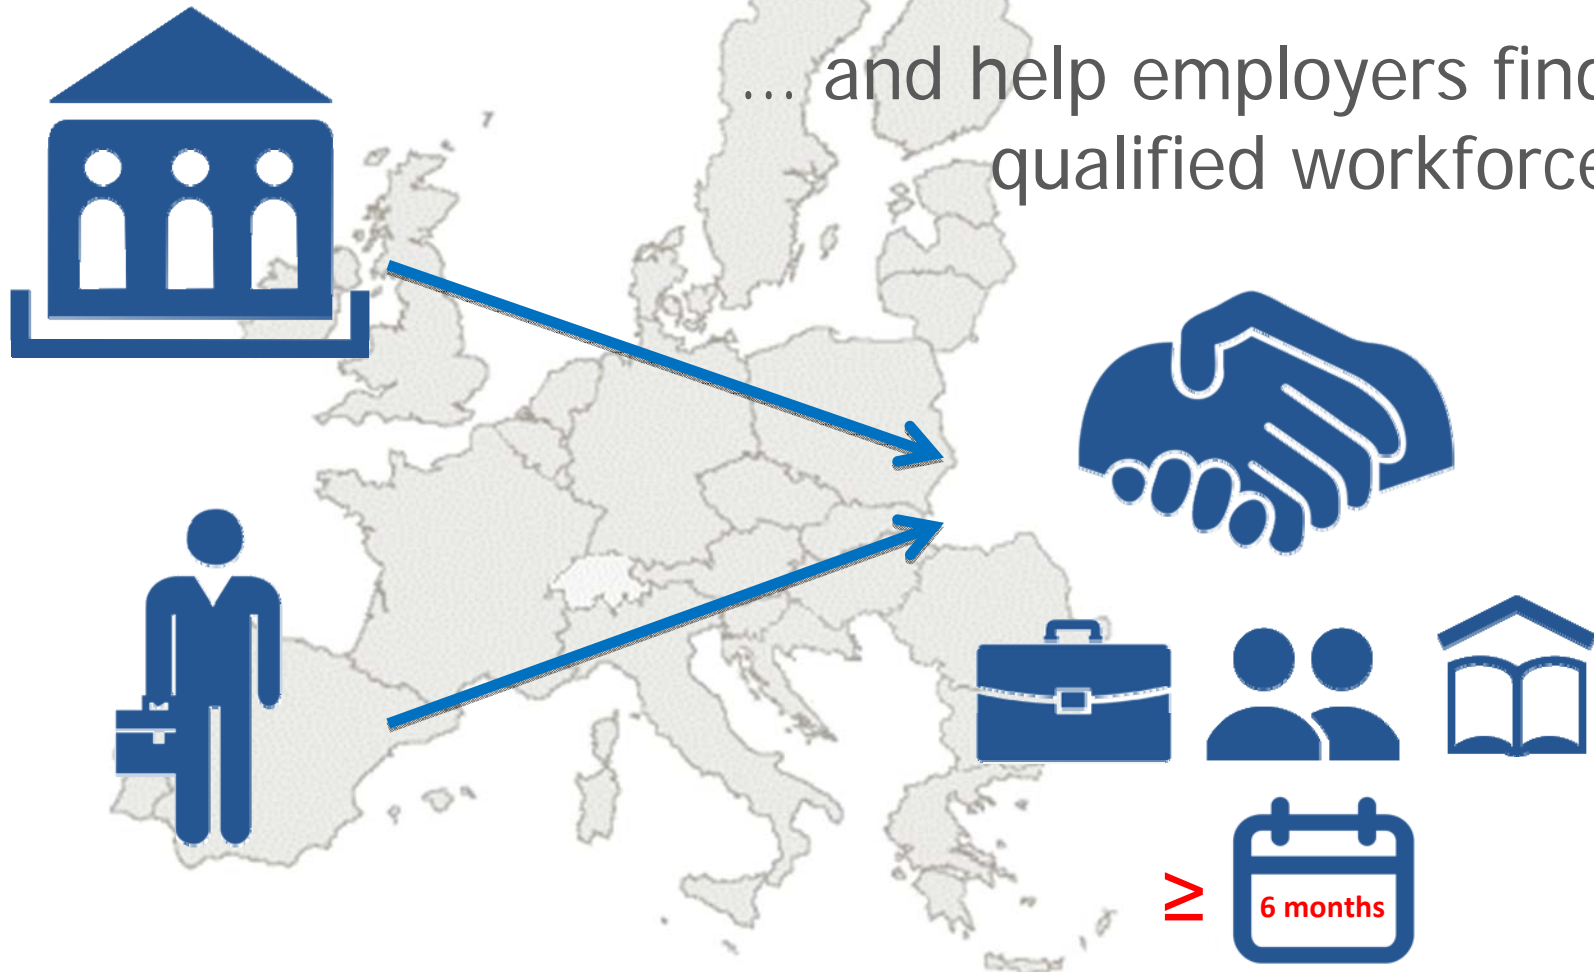 ... and help employers find
qualified workforce
≥
6 months